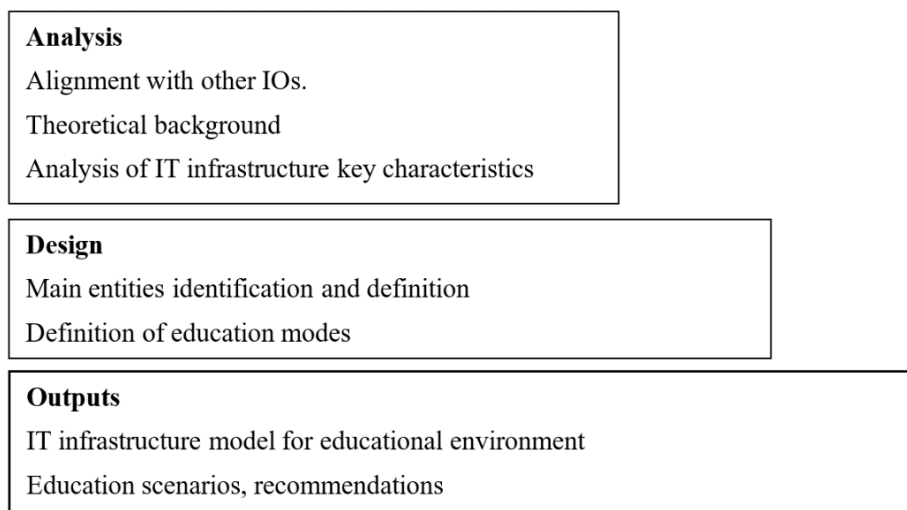 Analysis
Alignment with other IOs.
Theoretical background
Analysis of IT infrastructure key characteristics
Design
Main entities identification and definition
Definition of education modes
Outputs
IT infrastructure model for educational environment
Education scenarios, recommendations